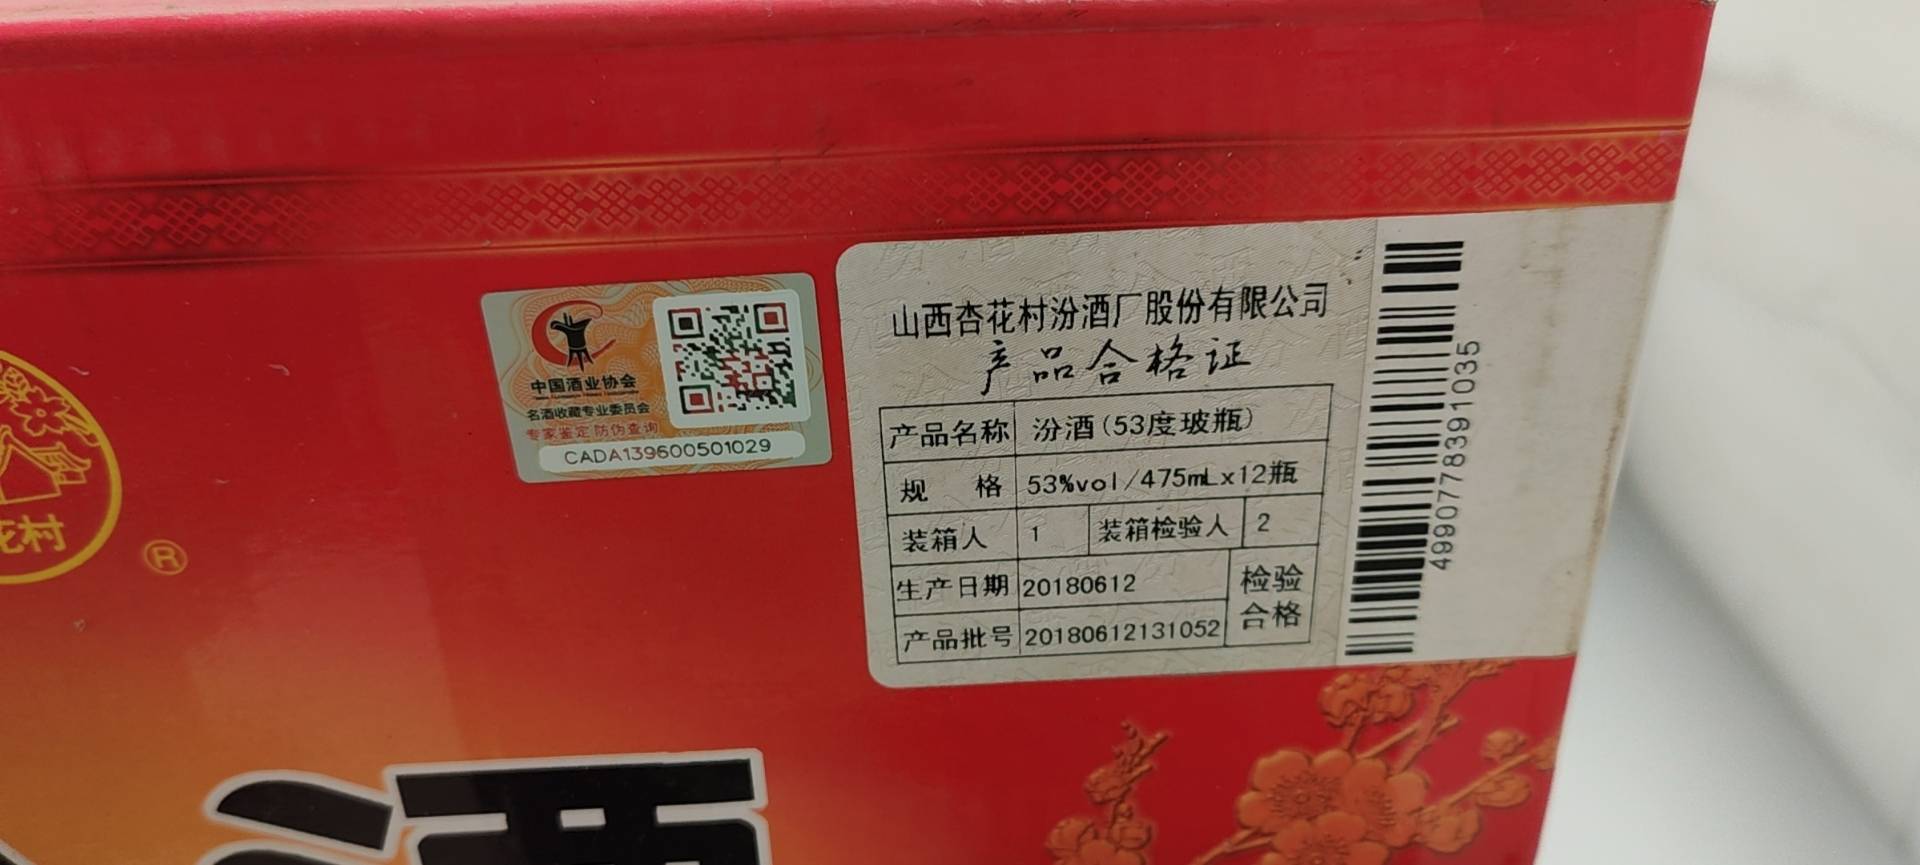 花村
®
中国酒业协会
名酒收藏专业委员会
专家鉴定 防伪查询
CADA139600501029
山西杏花村汾酒厂股份有限公司
产品合格证
产品名称 汾酒(53度玻瓶)
规 格 53%vol/475mL×12瓶
装箱人 1 装箱检验人 2
生产日期 20180612 检验
产品批号 20180612131052 合格
4990778391035
酒